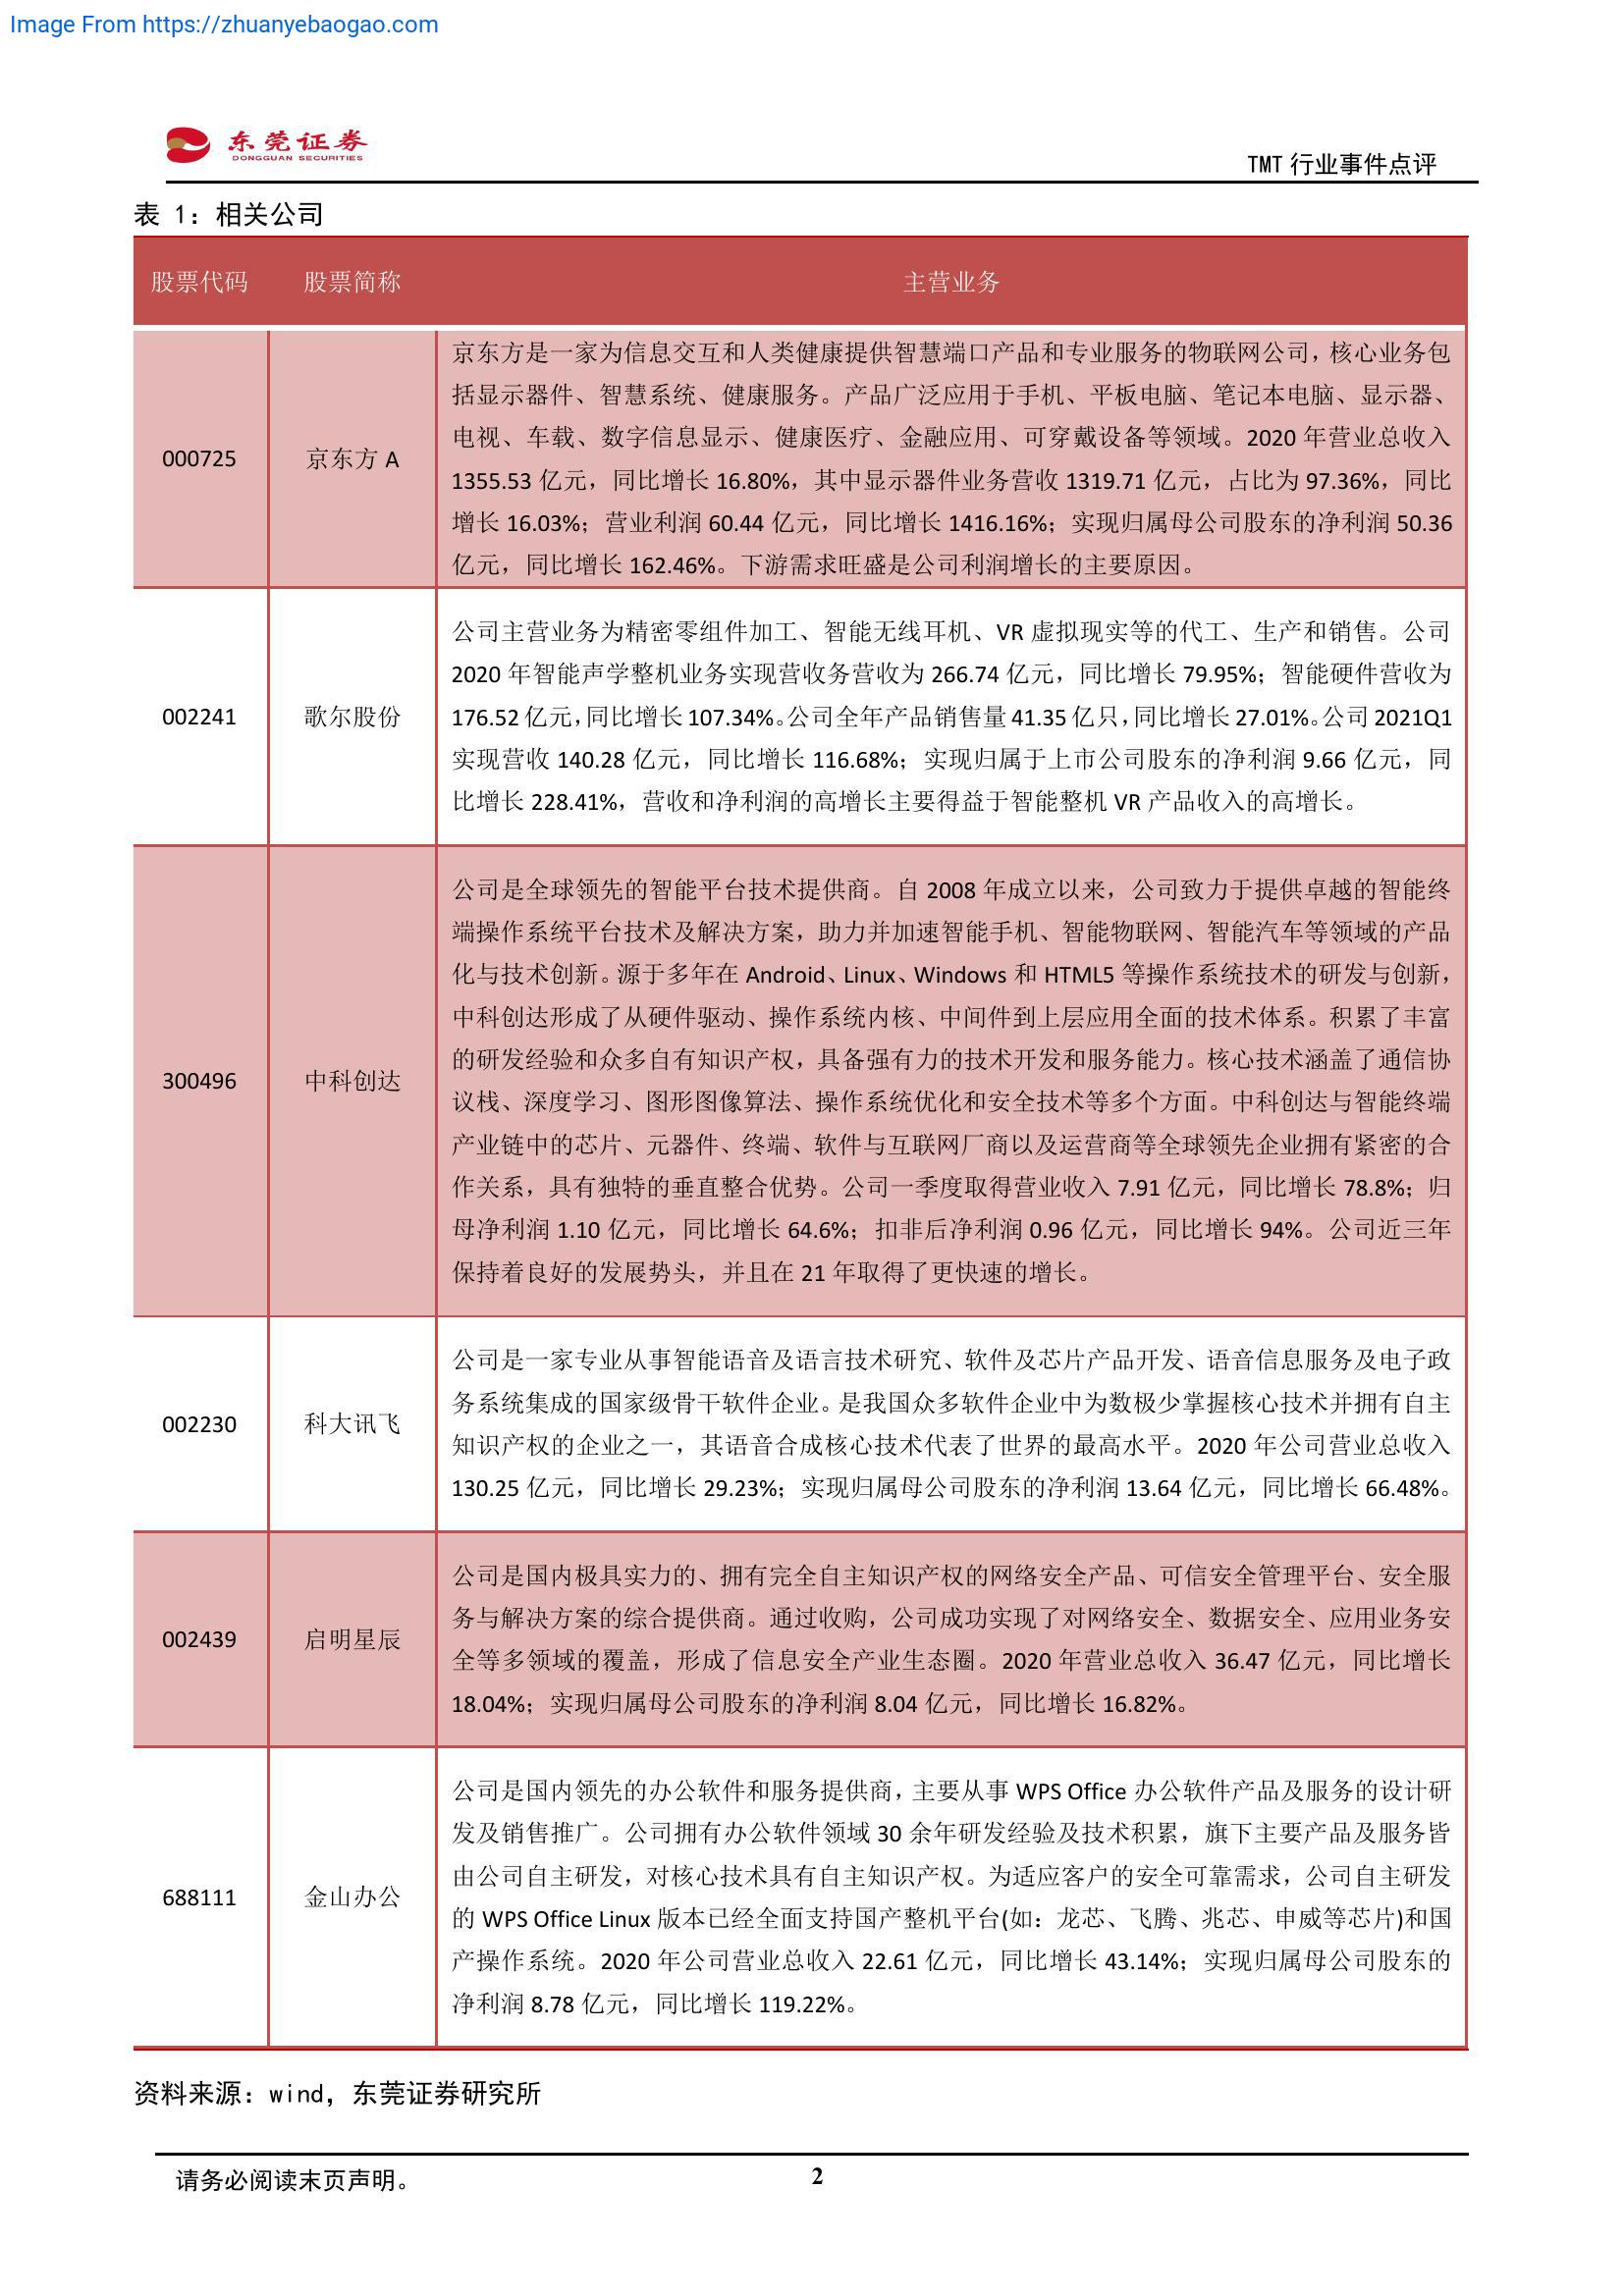 Image From https://zhuanyebaogao.com
东莞证券
DONGGUAN SECURITIES
TMT 行业事件点评
表 1：相关公司
股票代码 股票简称 主营业务
京东方是一家为信息交互和人类健康提供智慧端口产品和专业服务的物联网公司，核心业务包
括显示器件、智慧系统、健康服务。产品广泛应用于手机、平板电脑、笔记本电脑、显示器、
电视、车载、数字信息显示、健康医疗、金融应用、可穿戴设备等领域。2020 年营业总收入
000725 京东方 A
1355.53 亿元，同比增长 16.80%，其中显示器件业务营收 1319.71 亿元，占比为 97.36%，同比
增长 16.03%；营业利润 60.44 亿元，同比增长 1416.16%；实现归属母公司股东的净利润 50.36
亿元，同比增长 162.46%。下游需求旺盛是公司利润增长的主要原因。
公司主营业务为精密零组件加工、智能无线耳机、VR 虚拟现实等的代工、生产和销售。公司
2020 年智能声学整机业务实现营收务营收为 266.74 亿元，同比增长 79.95%；智能硬件营收为
002241 歌尔股份 176.52 亿元，同比增长 107.34%。公司全年产品销售量 41.35 亿只，同比增长 27.01%。公司 2021Q1
实现营收 140.28 亿元，同比增长 116.68%；实现归属于上市公司股东的净利润 9.66 亿元，同
比增长 228.41%，营收和净利润的高增长主要得益于智能整机 VR 产品收入的高增长。
公司是全球领先的智能平台技术提供商。自 2008 年成立以来，公司致力于提供卓越的智能终
端操作系统平台技术及解决方案，助力并加速智能手机、智能物联网、智能汽车等领域的产品
化与技术创新。源于多年在 Android、Linux、Windows 和 HTML5 等操作系统技术的研发与创新，
中科创达形成了从硬件驱动、操作系统内核、中间件到上层应用全面的技术体系。积累了丰富
的研发经验和众多自有知识产权，具备强有力的技术开发和服务能力。核心技术涵盖了通信协
300496 中科创达
议栈、深度学习、图形图像算法、操作系统优化和安全技术等多个方面。中科创达与智能终端
产业链中的芯片、元器件、终端、软件与互联网厂商以及运营商等全球领先企业拥有紧密的合
作关系，具有独特的垂直整合优势。公司一季度取得营业收入 7.91 亿元，同比增长 78.8%；归
母净利润 1.10 亿元，同比增长 64.6%；扣非后净利润 0.96 亿元，同比增长 94%。公司近三年
保持着良好的发展势头，并且在 21 年取得了更快速的增长。
公司是一家专业从事智能语音及语言技术研究、软件及芯片产品开发、语音信息服务及电子政
务系统集成的国家级骨干软件企业。是我国众多软件企业中为数极少掌握核心技术并拥有自主
002230 科大讯飞
知识产权的企业之一，其语音合成核心技术代表了世界的最高水平。2020 年公司营业总收入
130.25 亿元，同比增长 29.23%；实现归属母公司股东的净利润 13.64 亿元，同比增长 66.48%。
公司是国内极具实力的、拥有完全自主知识产权的网络安全产品、可信安全管理平台、安全服
务与解决方案的综合提供商。通过收购，公司成功实现了对网络安全、数据安全、应用业务安
002439 启明星辰
全等多领域的覆盖，形成了信息安全产业生态圈。2020 年营业总收入 36.47 亿元，同比增长
18.04%；实现归属母公司股东的净利润 8.04 亿元，同比增长 16.82%。
公司是国内领先的办公软件和服务提供商，主要从事 WPS Office 办公软件产品及服务的设计研
发及销售推广。公司拥有办公软件领域 30 余年研发经验及技术积累，旗下主要产品及服务皆
由公司自主研发，对核心技术具有自主知识产权。为适应客户的安全可靠需求，公司自主研发
688111 金山办公
的 WPS Office Linux 版本已经全面支持国产整机平台(如：龙芯、飞腾、兆芯、申威等芯片)和国
产操作系统。2020 年公司营业总收入 22.61 亿元，同比增长 43.14%；实现归属母公司股东的
净利润 8.78 亿元，同比增长 119.22%。
资料来源：wind，东莞证券研究所
请务必阅读末页声明。
2